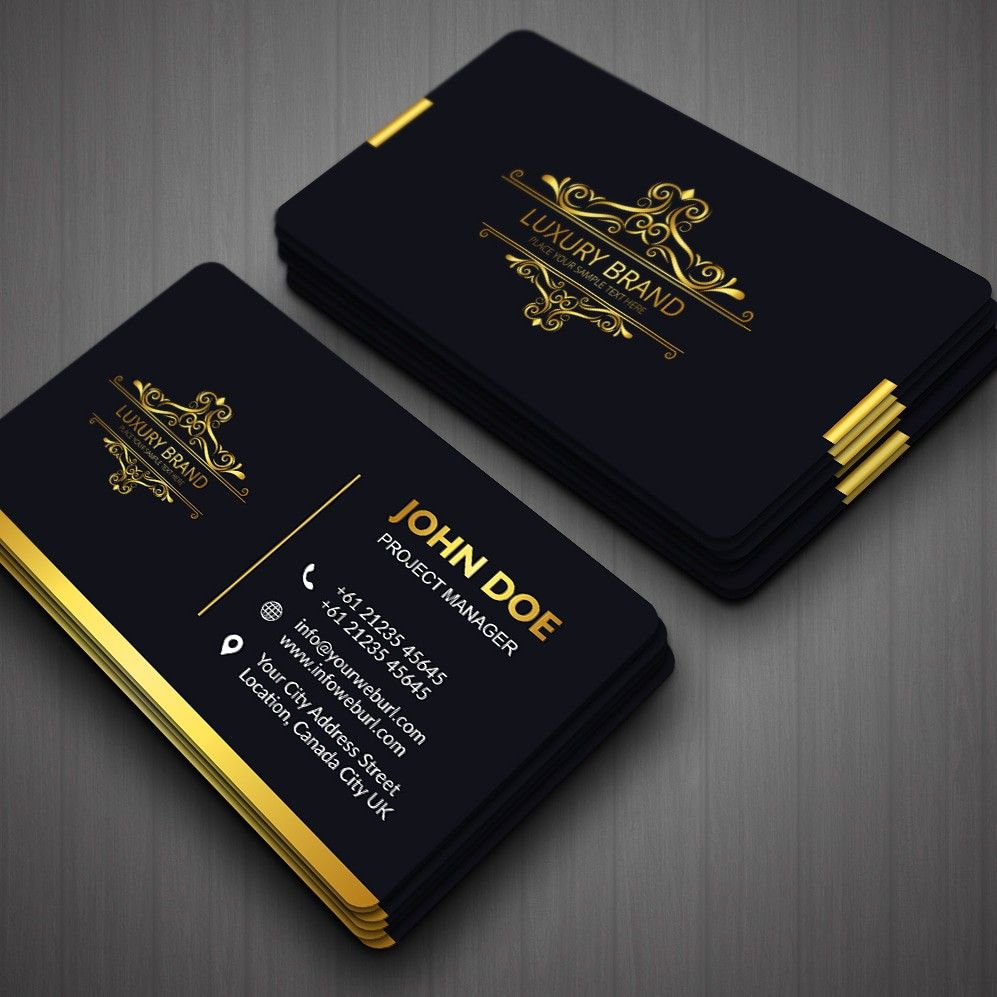 LUXURY BRAND
PLACE YOUR SAMPLE TEXT HERE
LUXURY BRAND
PLACE YOUR SAMPLE TEXT HERE
JOHN DOE
PROJECT MANAGER
+61 21235 45645
+61 21235 45645
info@yourweburl.com
www.infoweburl.com
Your City Address Street
Location, Canada City UK